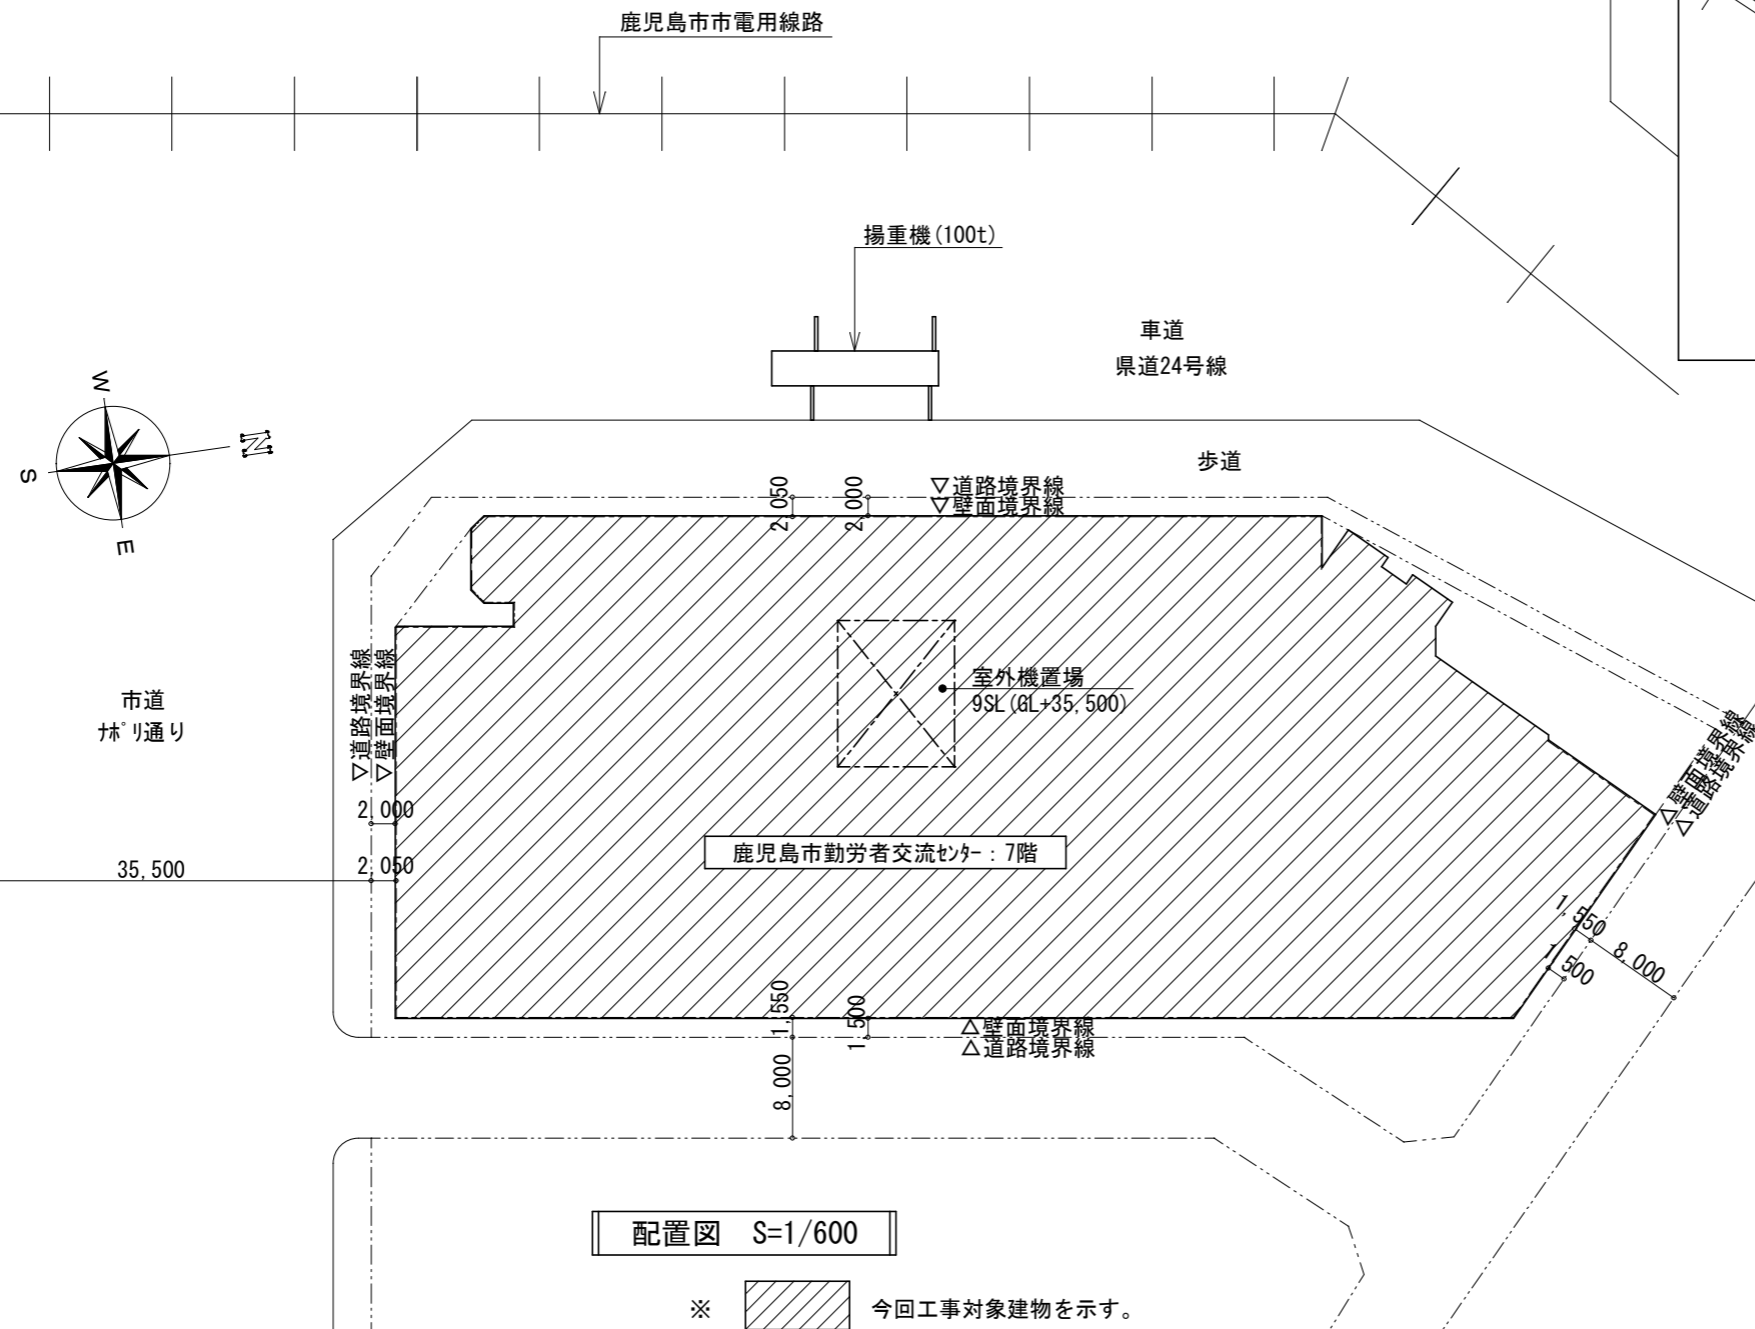 鹿児島市市電用線路
揚重機(100t)
車道
県道24号線
W
N
S
E
歩道
2,050
2,000
▽道路境界線
▽壁面境界線
▽道路境界線
▽壁面境界線
室外機置場
9SL(GL+35,500)
市道
ﾅﾎﾟﾘ通り
△壁面境界線
△道路境界線
2,000
2,050
35,500
鹿児島市勤労者交流ｾﾝﾀｰ：7階
1,550
1,500
8,000
1,550
1,500
△壁面境界線
△道路境界線
8,000
配置図　S=1/600
※　今回工事対象建物を示す。